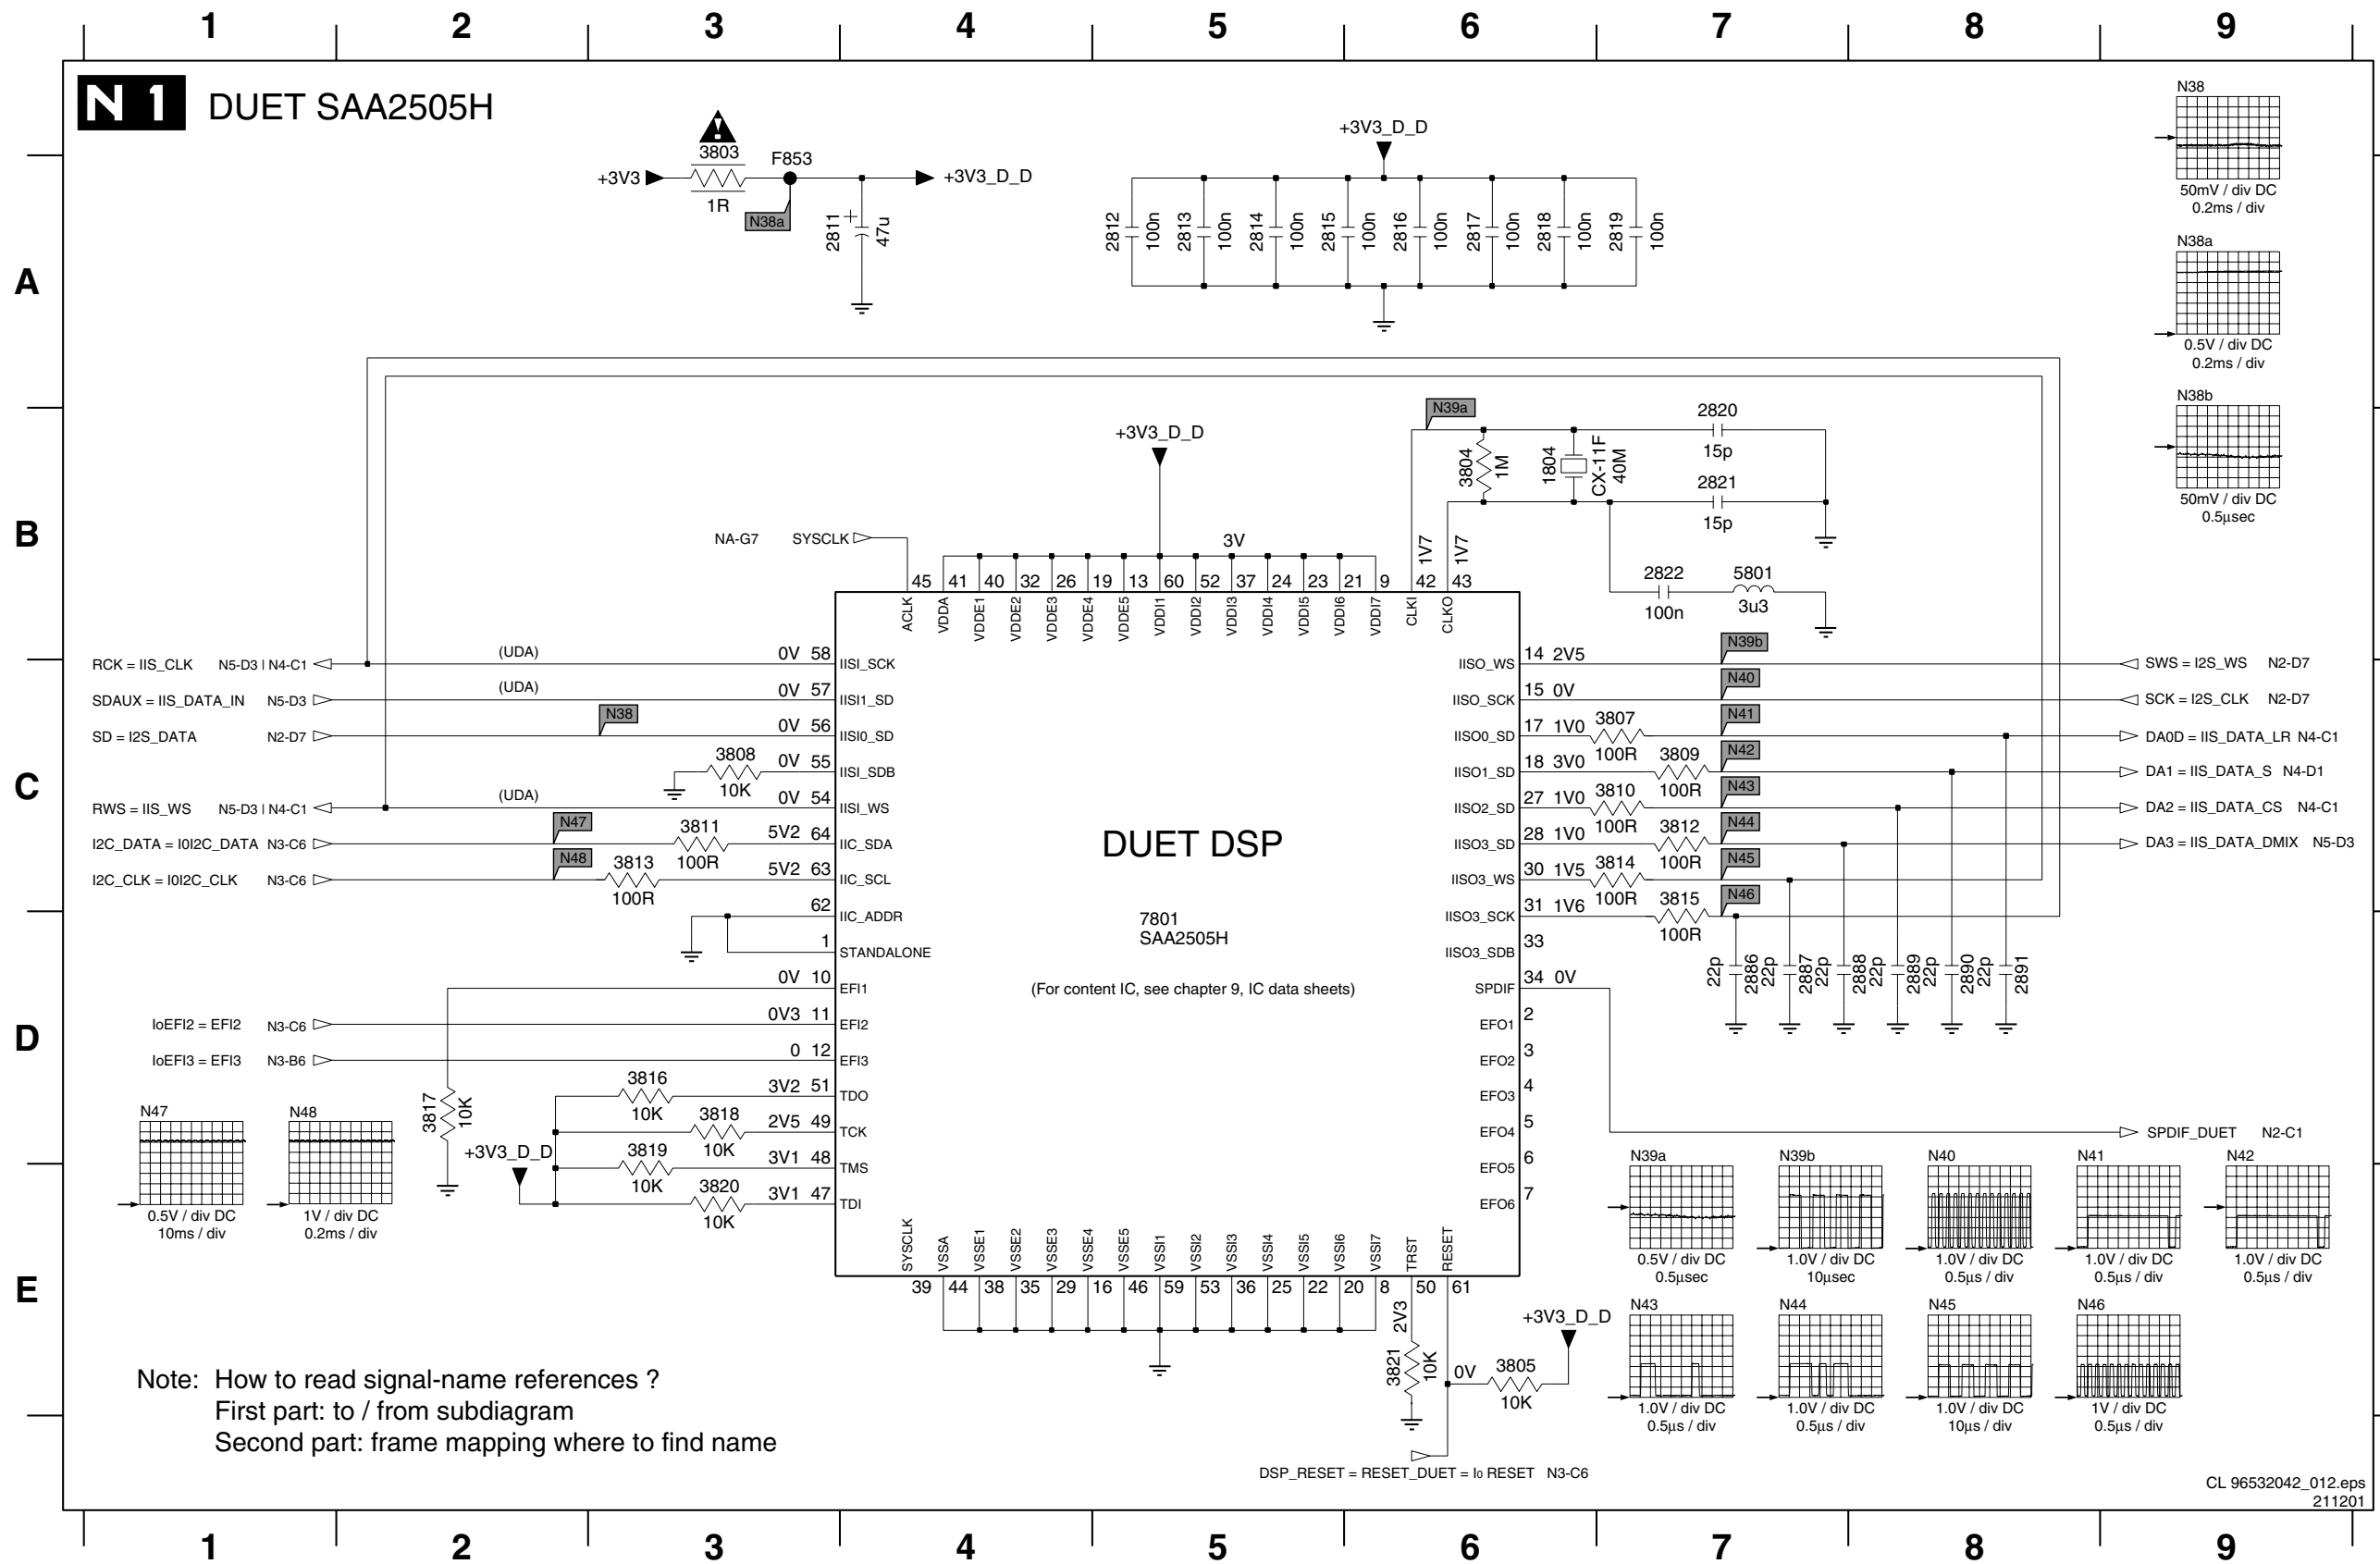 1 2 3 4 5 6 7 8 9
N 1 DUET SAA2505H
A
B
C
D
E
+3V3
3803
1R
F853
N38a
+3V3_D_D
2811
47u
+3V3_D_D
2812 100n
2813 100n
2814 100n
2815 100n
2816 100n
2817 100n
2818 100n
2819 100n
N38
50mV / div DC
0.2ms / div
N38a
0.5V / div DC
0.2ms / div
N38b
50mV / div DC
0.5µsec
N39a
3804
1M
1804
CX-11F
40M
2820
15p
2821
15p
2822
100n
5801
3u3
+3V3_D_D
3V
1V7
1V7
NA-G7 SYSCLK
45 41 40 32 26 19 13 60 52 37 24 23 21 9 42 43
ACLK VDDA VDDE1 VDDE2 VDDE3 VDDE4 VDDE5 VDDI1 VDDI2 VDDI3 VDDI4 VDDI5 VDDI6 VDDI7 CLKI CLKO
RCK = IIS_CLK N5-D3 | N4-C1 (UDA) 0V 58 IISI_SCK
SDAUX = IIS_DATA_IN N5-D3 (UDA) 0V 57 IISI1_SD
SD = I2S_DATA N2-D7 N38 0V 56 IISI0_SD
3808 10K 0V 55 IISI_SDB
RWS = IIS_WS N5-D3 | N4-C1 (UDA) 0V 54 IISI_WS
I2C_DATA = I0I2C_DATA N3-C6 N47 3811 100R 5V2 64 IIC_SDA
I2C_CLK = I0I2C_CLK N3-C6 N48 3813 100R 5V2 63 IIC_SCL
62 IIC_ADDR
1 STANDALONE
0V 10 EFI1
IoEFI2 = EFI2 N3-C6 0V3 11 EFI2
IoEFI3 = EFI3 N3-B6 0 12 EFI3
3816 10K 3V2 51 TDO
3818 10K 2V5 49 TCK
3819 10K 3V1 48 TMS
3820 10K 3V1 47 TDI
3817 10K
+3V3_D_D
DUET DSP
7801
SAA2505H
(For content IC, see chapter 9, IC data sheets)
IISO_WS 14 2V5 N39b SWS = I2S_WS N2-D7
IISO_SCK 15 0V N40 SCK = I2S_CLK N2-D7
IISO0_SD 17 1V0 3807 100R N41 DA0D = IIS_DATA_LR N4-C1
IISO1_SD 18 3V0 3809 100R N42 DA1 = IIS_DATA_S N4-D1
IISO2_SD 27 1V0 3810 100R N43 DA2 = IIS_DATA_CS N4-C1
IISO3_SD 28 1V0 3812 100R N44 DA3 = IIS_DATA_DMIX N5-D3
IISO3_WS 30 1V5 3814 100R N45
IISO3_SCK 31 1V6 3815 100R N46
IISO3_SDB 33
SPDIF 34 0V
EFO1 2
EFO2 3
EFO3 4
EFO4 5
EFO5 6
EFO6 7
22p 2886
22p 2887
22p 2888
22p 2889
22p 2890
22p 2891
SPDIF_DUET N2-C1
N47
0.5V / div DC
10ms / div
N48
1V / div DC
0.2ms / div
SYSCLK VSSA VSSE1 VSSE2 VSSE3 VSSE4 VSSE5 VSSI1 VSSI2 VSSI3 VSSI4 VSSI5 VSSI6 VSSI7 TRST RESET
39 44 38 35 29 16 46 59 53 36 25 22 20 8 50 61
2V3
3821
10K
0V
3805
10K
+3V3_D_D
DSP_RESET = RESET_DUET = I0 RESET N3-C6
N39a
0.5V / div DC
0.5µsec
N39b
1.0V / div DC
10µsec
N40
1.0V / div DC
0.5µs / div
N41
1.0V / div DC
0.5µs / div
N42
1.0V / div DC
0.5µs / div
N43
1.0V / div DC
0.5µs / div
N44
1.0V / div DC
0.5µs / div
N45
1.0V / div DC
10µs / div
N46
1V / div DC
0.5µs / div
Note: How to read signal-name references ?
First part: to / from subdiagram
Second part: frame mapping where to find name
CL 96532042_012.eps
211201
1 2 3 4 5 6 7 8 9